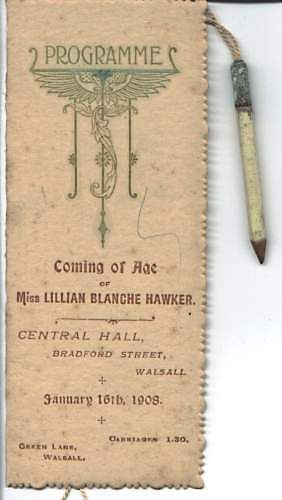 PROGRAMME
Coming of Age
OF
Miss LILLIAN BLANCHE HAWKER.
CENTRAL HALL,
BRADFORD STREET,
WALSALL
January 16th, 1908.
CARRIAGES 1-30.
GREEN LANE,
WALSALL.